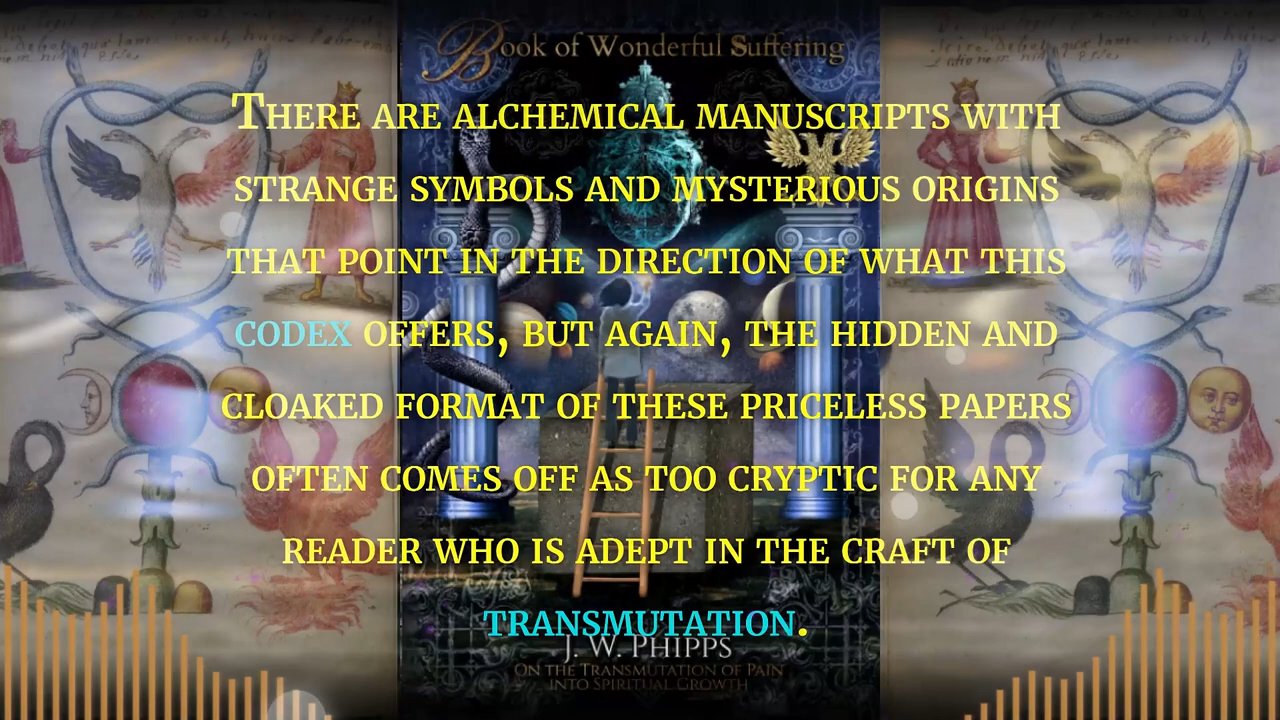 Book of Wonderful Suffering
There are alchemical manuscripts with
strange symbols and mysterious origins
that point in the direction of what this
codex offers, but again, the hidden and
cloaked format of these priceless papers
often comes off as too cryptic for any
reader who is adept in the craft of
transmutation.
J. W. Phipps
On the Transmutation of Pain
into Spiritual Growth